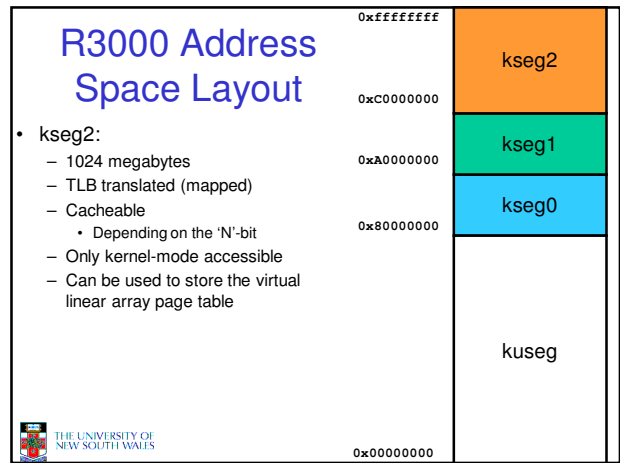 R3000 Address
Space Layout
• kseg2:
– 1024 megabytes
– TLB translated (mapped)
– Cacheable
• Depending on the ‘N’-bit
– Only kernel-mode accessible
– Can be used to store the virtual
linear array page table
THE UNIVERSITY OF
NEW SOUTH WALES
0xffffffff
kseg2
0xC0000000
kseg1
0xA0000000
kseg0
0x80000000
kuseg
0x00000000